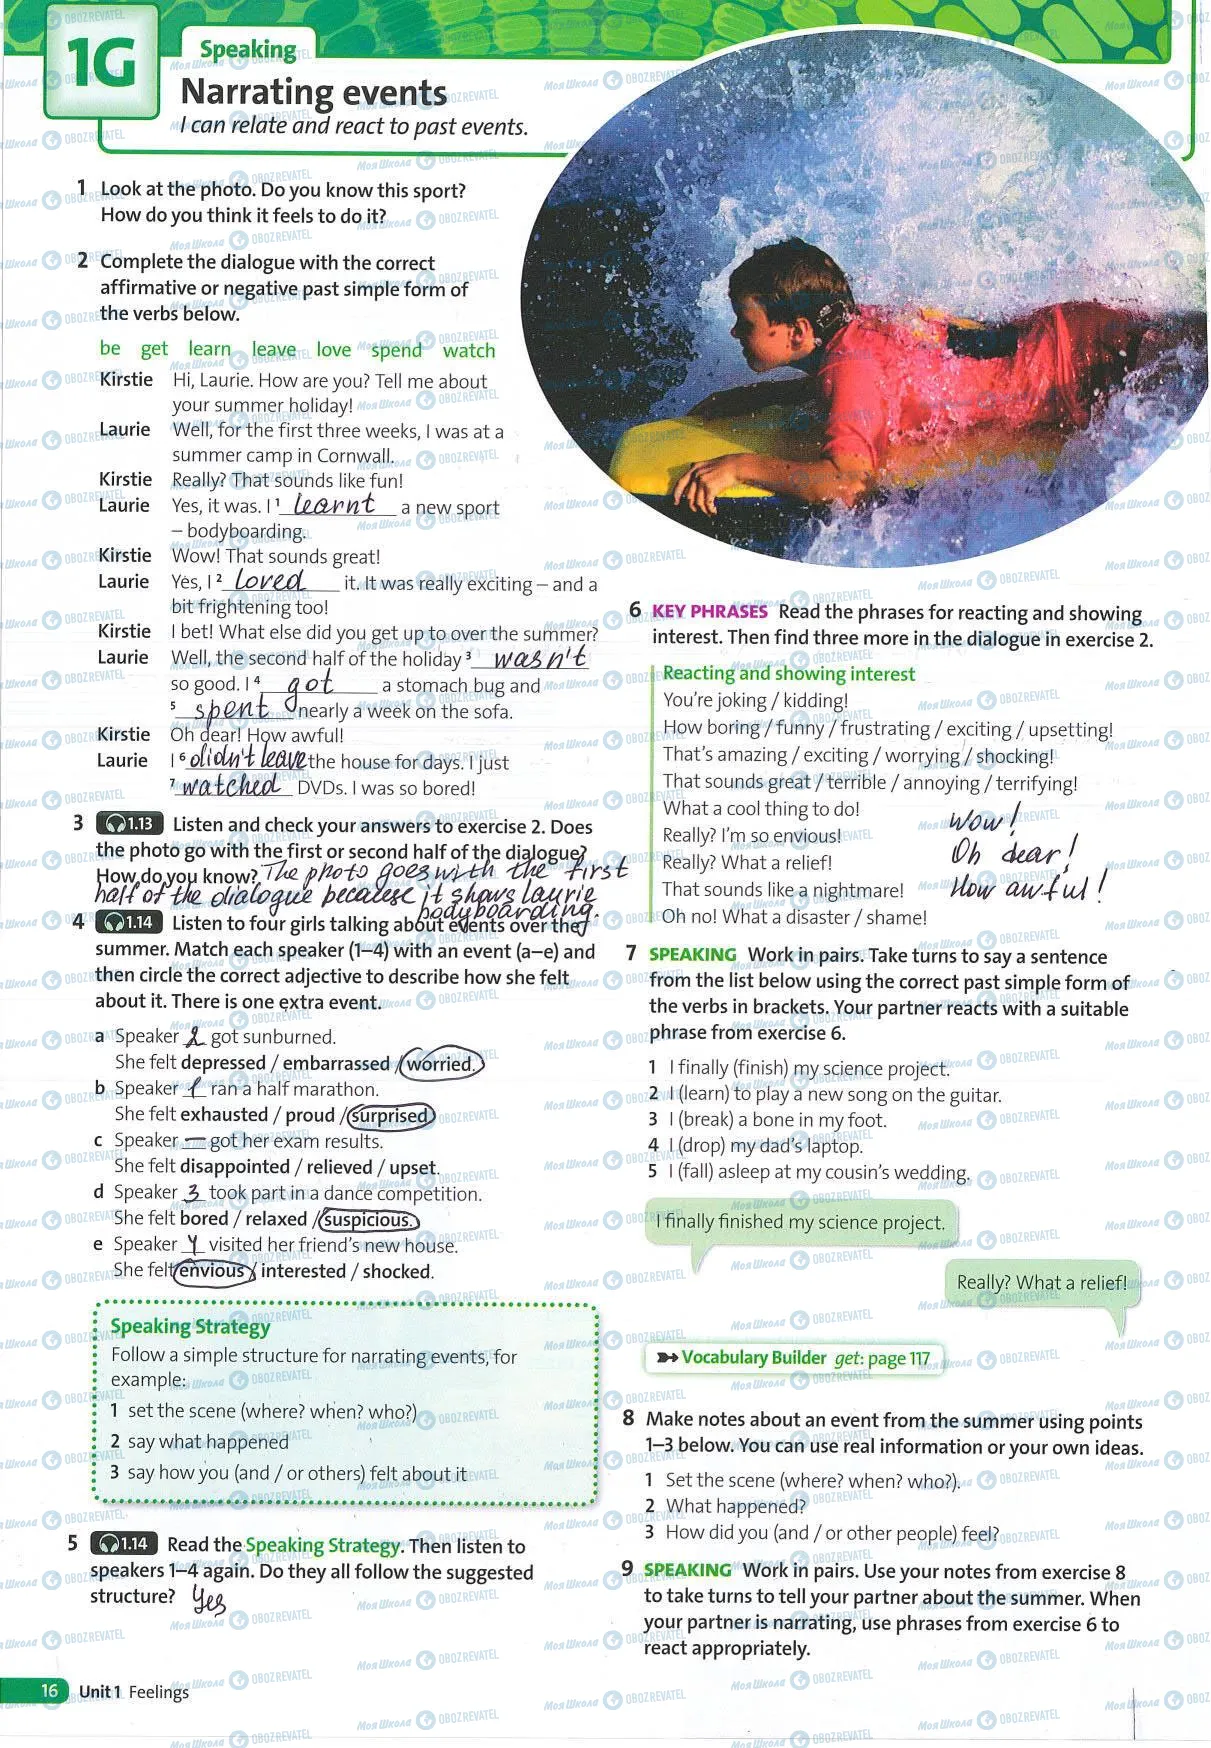 1G
Speaking
Narrating events
I can relate and react to past events.
1 Look at the photo. Do you know this sport?
How do you think it feels to do it?
2 Complete the dialogue with the correct
affirmative or negative past simple form of
the verbs below.
be get learn leave love spend watch
Kirstie Hi, Laurie. How are you? Tell me about
your summer holiday!
Laurie Well, for the first three weeks, I was at a
summer camp in Cornwall.
Kirstie Really? That sounds like fun!
Laurie Yes, it was. I 1 learnt a new sport
– bodyboarding.
Kirstie Wow! That sounds great!
Laurie Yes, I 2 loved it. It was really exciting – and a
bit frightening too!
Kirstie I bet! What else did you get up to over the summer?
Laurie Well, the second half of the holiday 3 wasn't
so good. I 4 got a stomach bug and
5 spent nearly a week on the sofa.
Kirstie Oh dear! How awful!
Laurie I 6 didn't leave the house for days. I just
7 watched DVDs. I was so bored!
3 1.13 Listen and check your answers to exercise 2. Does
the photo go with the first or second half of the dialogue?
How do you know? The photo goes with the first
half of the dialogue because it shows laurie
bodyboarding.
4 1.14 Listen to four girls talking about events over the
summer. Match each speaker (1–4) with an event (a–e) and
then circle the correct adjective to describe how she felt
about it. There is one extra event.
a Speaker 2 got sunburned.
She felt depressed / embarrassed / worried.
b Speaker 1 ran a half marathon.
She felt exhausted / proud / surprised.
c Speaker — got her exam results.
She felt disappointed / relieved / upset.
d Speaker 3 took part in a dance competition.
She felt bored / relaxed / suspicious.
e Speaker 4 visited her friend's new house.
She felt envious / interested / shocked.
Speaking Strategy
Follow a simple structure for narrating events, for
example:
1 set the scene (where? when? who?)
2 say what happened
3 say how you (and / or others) felt about it
5 1.14 Read the Speaking Strategy. Then listen to
speakers 1–4 again. Do they all follow the suggested
structure? Yes
16 Unit 1 Feelings
6 KEY PHRASES Read the phrases for reacting and showing
interest. Then find three more in the dialogue in exercise 2.
Reacting and showing interest
You're joking / kidding!
How boring / funny / frustrating / exciting / upsetting!
That's amazing / exciting / worrying / shocking!
That sounds great / terrible / annoying / terrifying!
What a cool thing to do!
Really? I'm so envious!
Really? What a relief!
That sounds like a nightmare!
Oh no! What a disaster / shame!
Wow!
Oh dear!
How awful!
7 SPEAKING Work in pairs. Take turns to say a sentence
from the list below using the correct past simple form of
the verbs in brackets. Your partner reacts with a suitable
phrase from exercise 6.
1 I finally (finish) my science project.
2 I (learn) to play a new song on the guitar.
3 I (break) a bone in my foot.
4 I (drop) my dad's laptop.
5 I (fall) asleep at my cousin's wedding.
I finally finished my science project.
Really? What a relief!
Vocabulary Builder get: page 117
8 Make notes about an event from the summer using points
1–3 below. You can use real information or your own ideas.
1 Set the scene (where? when? who?).
2 What happened?
3 How did you (and / or other people) feel?
9 SPEAKING Work in pairs. Use your notes from exercise 8
to take turns to tell your partner about the summer. When
your partner is narrating, use phrases from exercise 6 to
react appropriately.
МояШкола OBOZREVATEL